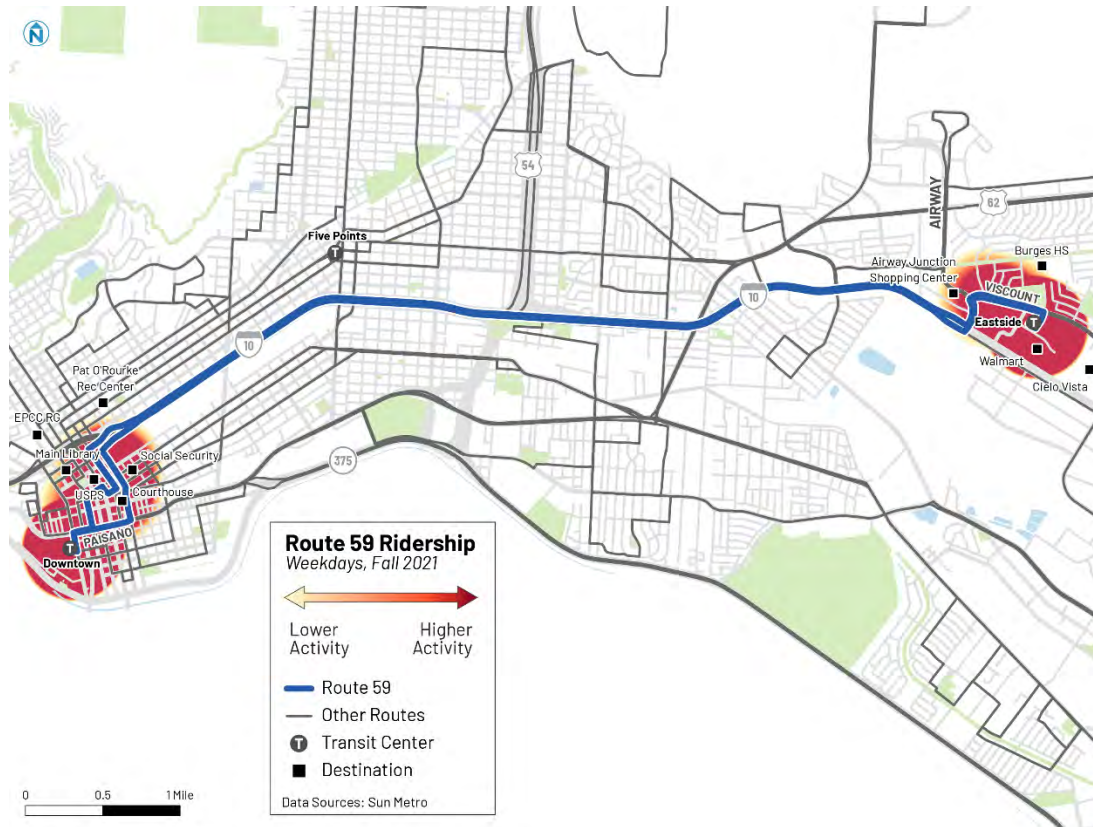 N
54
AIRWAY
62
Five Points
T
Burges HS
Airway Junction
Shopping Center
VISCOUNT
10
Eastside
T
10
Walmart
Cielo Vista
Pat O'Rourke
Rec Center
EPCC RG
Main Library
Social Security
375
USPS
Courthouse
PAISANO
T
Downtown
Route 59 Ridership
Weekdays, Fall 2021
Lower
Activity
Higher
Activity
Route 59
Other Routes
T
Transit Center
Destination
Data Sources: Sun Metro
0 0.5 1 Mile